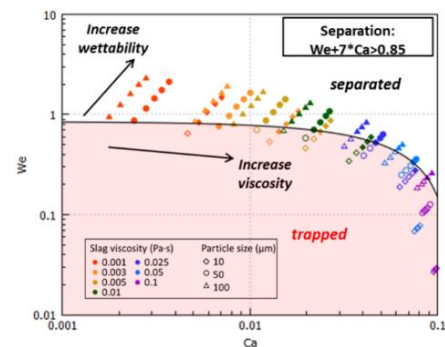 Increase
wettability
Separation:
We+7*Ca>0.85
separated
Increase
viscosity
trapped
We
10
1
0.1
0.01
Slag viscosity (Pa·s)
Particle size (μm)
0.001
0.025
10
0.003
0.05
50
0.005
0.1
100
0.01
0.001
0.01
0.1
Ca